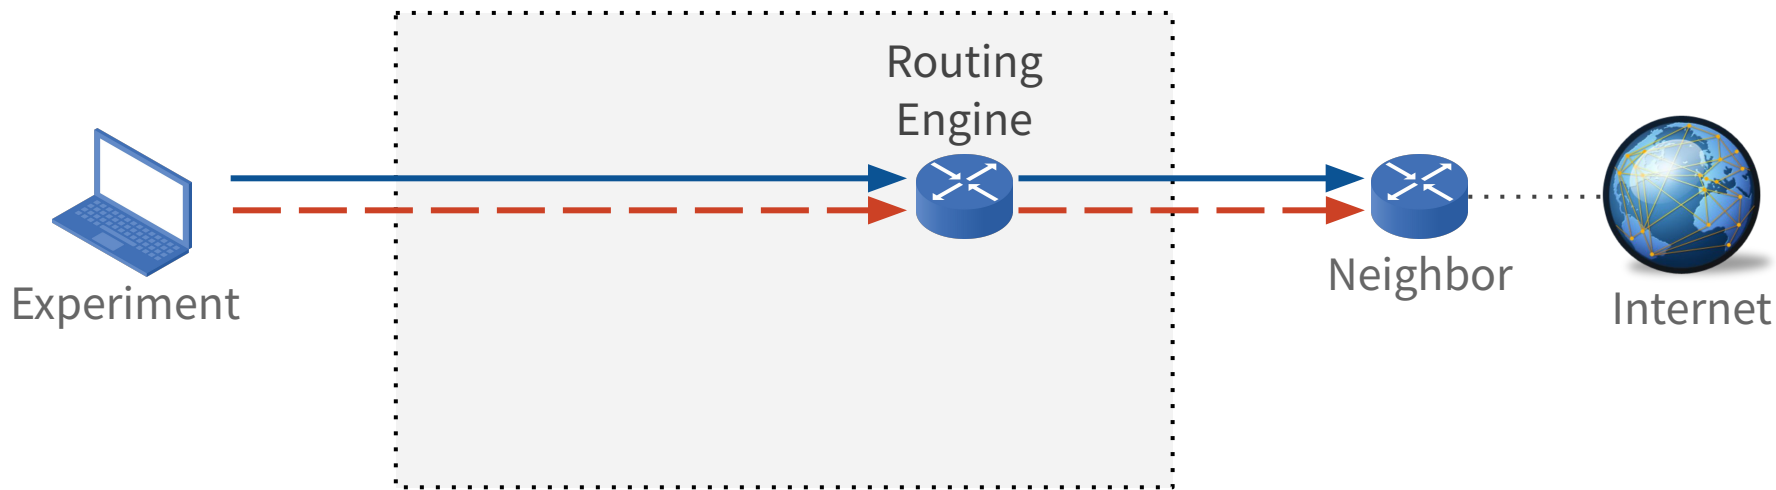 Routing
Engine
Experiment
Neighbor
Internet